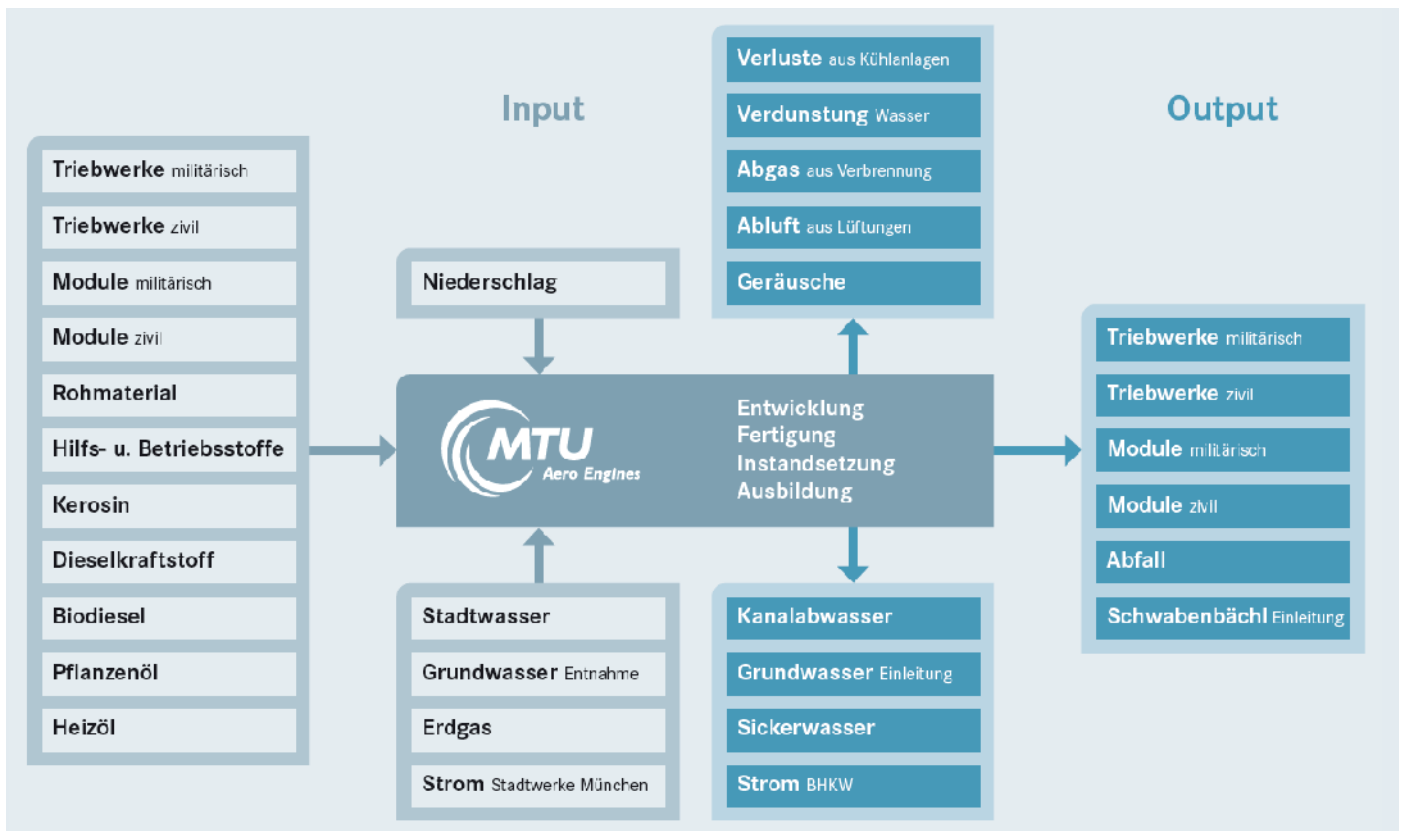 Input
Output
Triebwerke militärisch
Triebwerke zivil
Module militärisch
Module zivil
Rohmaterial
Hilfs- u. Betriebsstoffe
Kerosin
Dieselkraftstoff
Biodiesel
Pflanzenöl
Heizöl
Niederschlag
MTU
Aero Engines
Entwicklung
Fertigung
Instandsetzung
Ausbildung
Stadtwasser
Grundwasser Entnahme
Erdgas
Strom Stadtwerke München
Verluste aus Kühlanlagen
Verdunstung Wasser
Abgas aus Verbrennung
Abluft aus Lüftungen
Geräusche
Kanalabwasser
Grundwasser Einleitung
Sickerwasser
Strom BHKW
Triebwerke militärisch
Triebwerke zivil
Module militärisch
Module zivil
Abfall
Schwabenbächl Einleitung